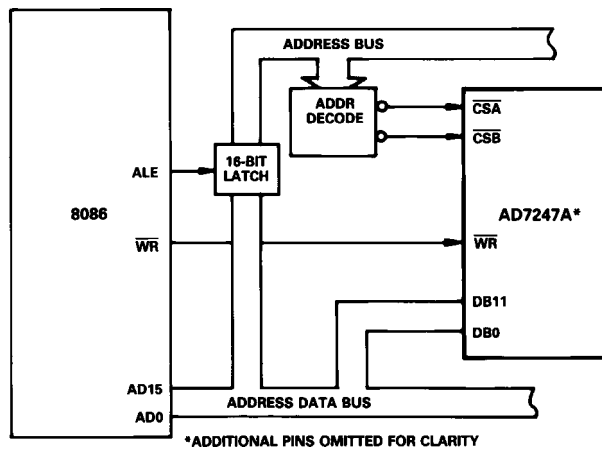 ADDRESS BUS
ADDR
DECODE
CSA
CSB
ALE
16-BIT
LATCH
8086
AD7247A*
WR
WR
DB11
DB0
AD15
ADDRESS DATA BUS
AD0
*ADDITIONAL PINS OMITTED FOR CLARITY